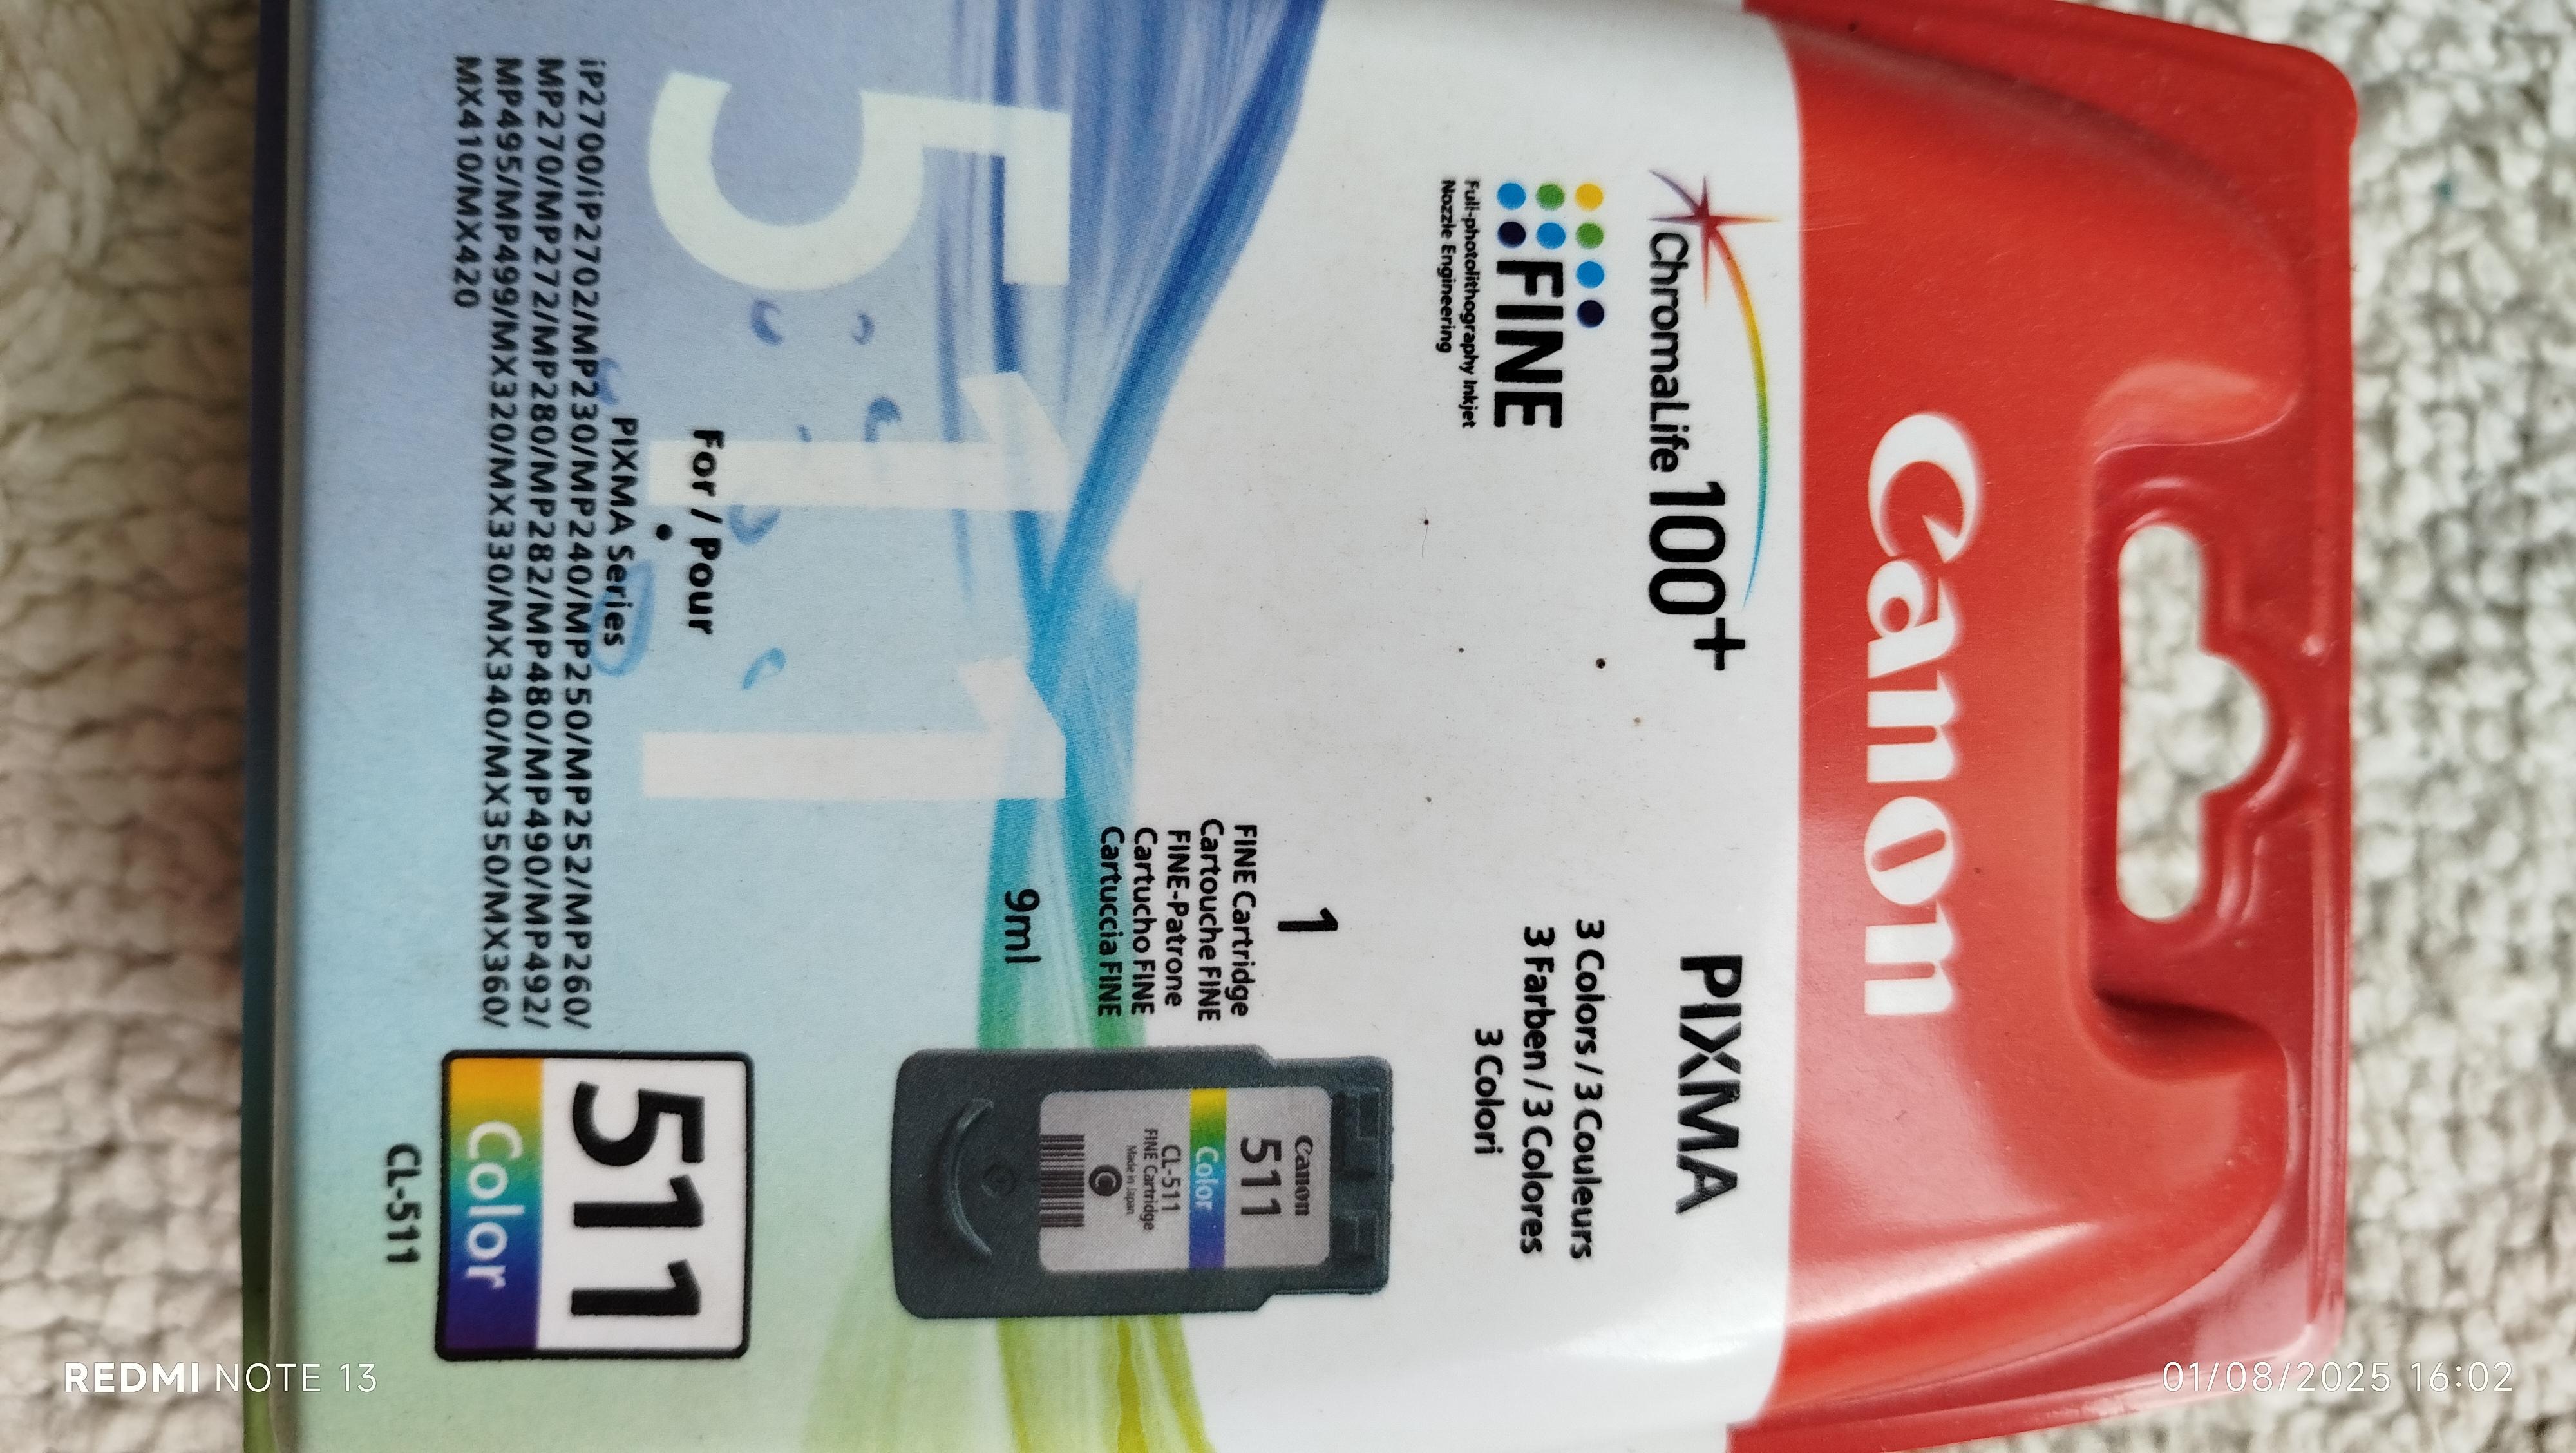 Canon
ChromaLife 100+
PIXMA
FINE
Full-photolithography Inkjet
Nozzle Engineering
3 Colors / 3 Couleurs
3 Farben / 3 Colores
3 Colori
1
FINE Cartridge
Cartouche FINE
FINE-Patrone
Cartucho FINE
Cartuccia FINE
9ml
Canon
511
Color
CL-511
FINE Cartridge
Made in Japan
C
511
For / Pour
PIXMA Series
iP2700/iP2702/MP230/MP240/MP250/MP252/MP260/
MP270/MP272/MP280/MP282/MP480/MP490/MP492/
MP495/MP499/MX320/MX330/MX340/MX350/MX360/
MX410/MX420
511
Color
CL-511
REDMI NOTE 13
01/08/2025 16:02